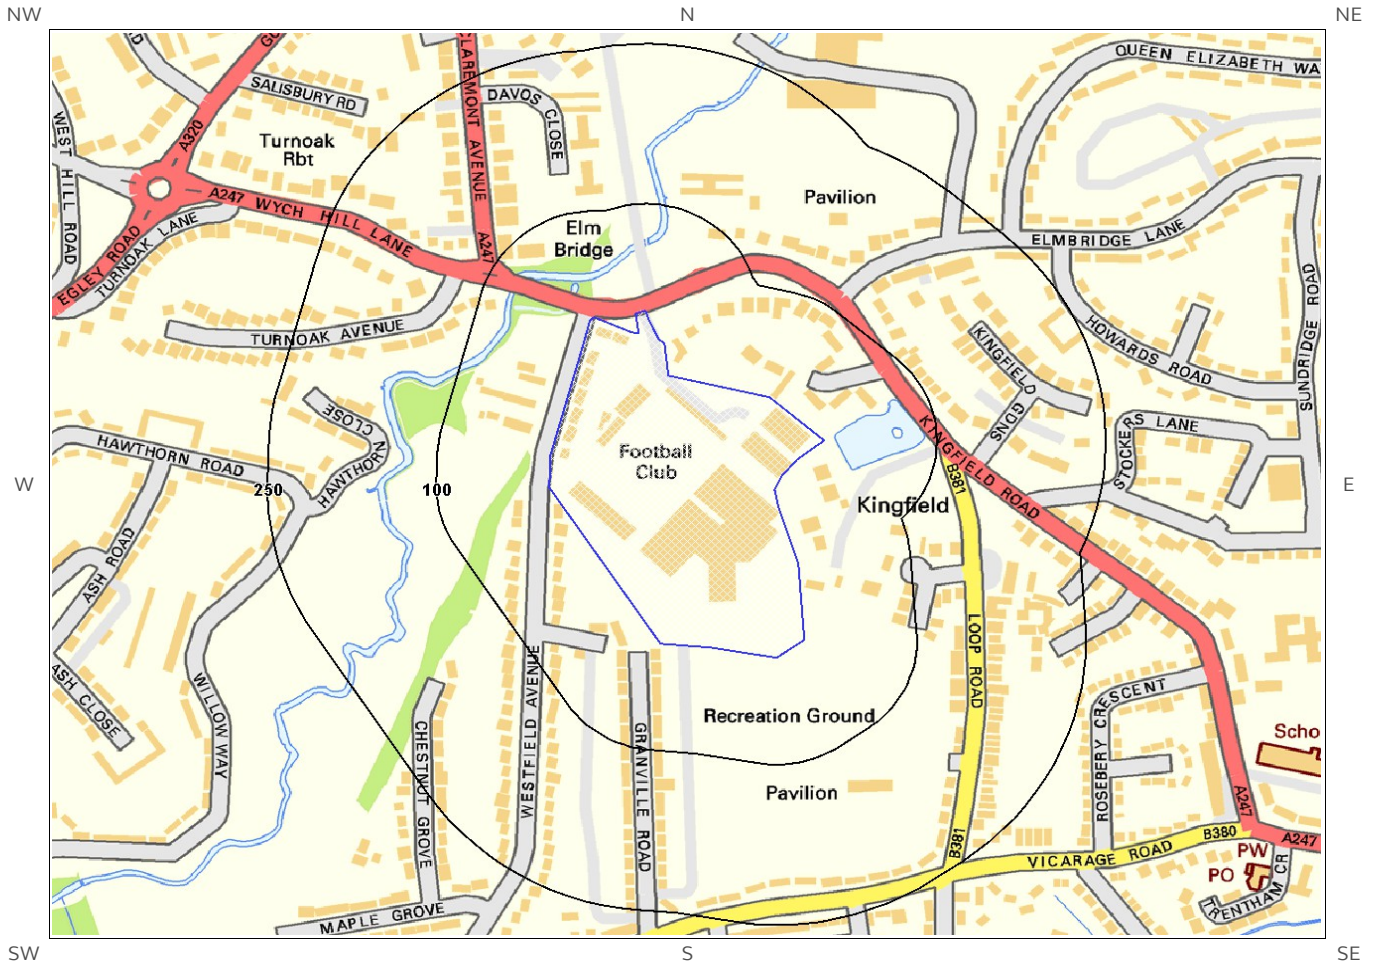 NW
N
NE
D
GO
QUEEN ELIZABETH WA
SALISBURY RD
CLAREMONT AVENUE
DAVOS CLOSE
A320
WEST HILL ROAD
Turnoak
Rbt
A247 WYCH HILL LANE
Pavilion
TURNOAK LANE
EGLEY ROAD
A247
Elm
Bridge
ELMBRIDGE LANE
SUNDRIDGE ROAD
TURNOAK AVENUE
HOWARDS ROAD
KINGFIELD
GDNS
HAWTHORN CLOSE
HAWTHORN ROAD
STOCKERS LANE
Football
Club
KINGFIELD ROAD
W
250
100
B381
E
Kingfield
ASH ROAD
ASH CLOSE
WILLOW WAY
WESTFIELD AVENUE
LOOP ROAD
CHESTNUT GROVE
GRANVILLE ROAD
Recreation Ground
ROSEBERY CRESCENT
Scho
Pavilion
A247
B381
B380
A247
VICARAGE ROAD
PW
PO
TRENTHAM CR
MAPLE GROVE
SW
S
SE